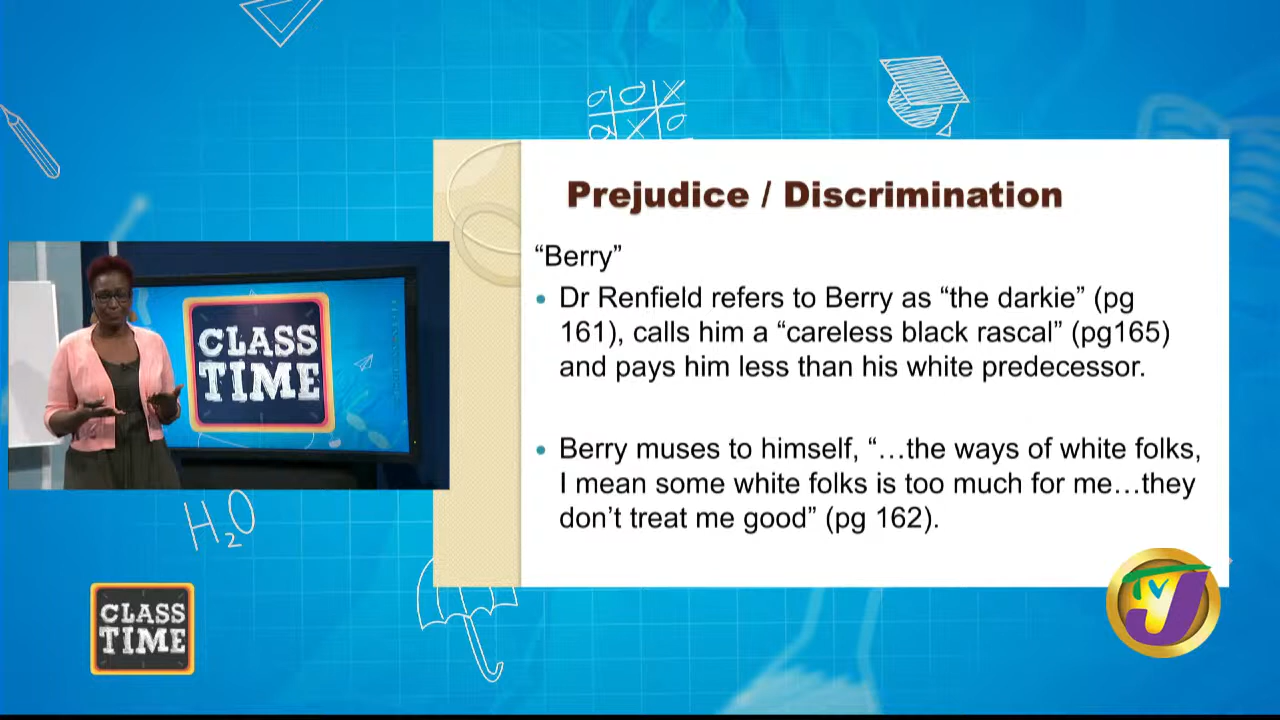 Prejudice / Discrimination
“Berry”
• Dr Renfield refers to Berry as “the darkie” (pg
161), calls him a “careless black rascal” (pg165)
and pays him less than his white predecessor.
• Berry muses to himself, “…the ways of white folks,
I mean some white folks is too much for me…they
don’t treat me good” (pg 162).
CLASS
TIME
H₂O
CLASS
TIME
TVJ